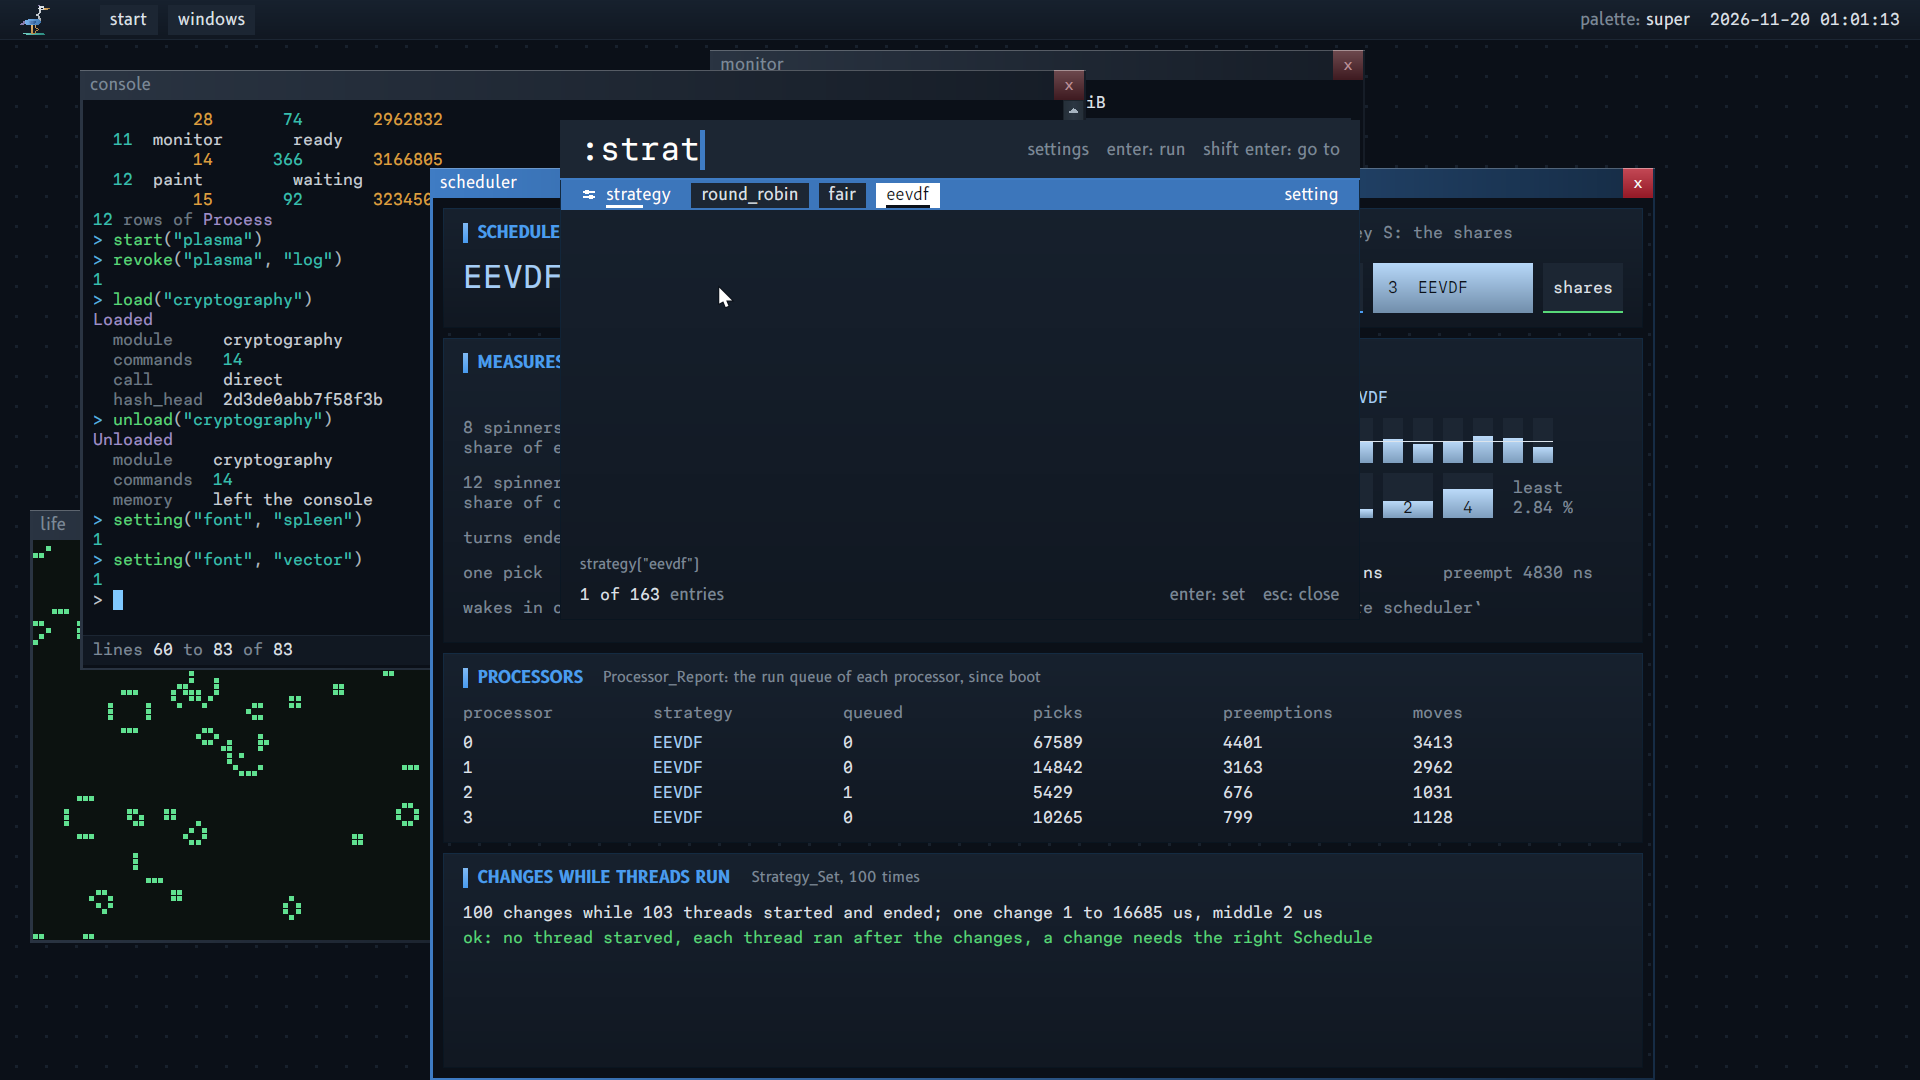 start windows palette: super 2026-11-20 01:01:13
monitor x
iB
console x
28 74 2962832
11 monitor ready
14 366 3166805
12 paint waiting
15 92 323450
12 rows of Process
> start("plasma")
> revoke("plasma", "log")
1
> load("cryptography")
Loaded
module cryptography
commands 14
call direct
hash_head 2d3de0abb7f58f3b
> unload("cryptography")
Unloaded
module cryptography
commands 14
memory left the console
> setting("font", "spleen")
1
> setting("font", "vector")
1
>
lines 60 to 83 of 83
life
:strat settings enter: run shift enter: go to
strategy round_robin fair eevdf setting
strategy["eevdf"]
1 of 163 entries enter: set esc: close
scheduler x
SCHEDULE
ey S: the shares
EEVDF
3 EEVDF shares
MEASURES
VDF
8 spinners
share of e
12 spinner
share of c
2 4 least
2.84 %
turns ende
one pick ns preempt 4830 ns
wakes in c re scheduler`
PROCESSORS Processor_Report: the run queue of each processor, since boot
processor strategy queued picks preemptions moves
0 EEVDF 0 67589 4401 3413
1 EEVDF 0 14842 3163 2962
2 EEVDF 1 5429 676 1031
3 EEVDF 0 10265 799 1128
CHANGES WHILE THREADS RUN Strategy_Set, 100 times
100 changes while 103 threads started and ended; one change 1 to 16685 us, middle 2 us
ok: no thread starved, each thread ran after the changes, a change needs the right Schedule